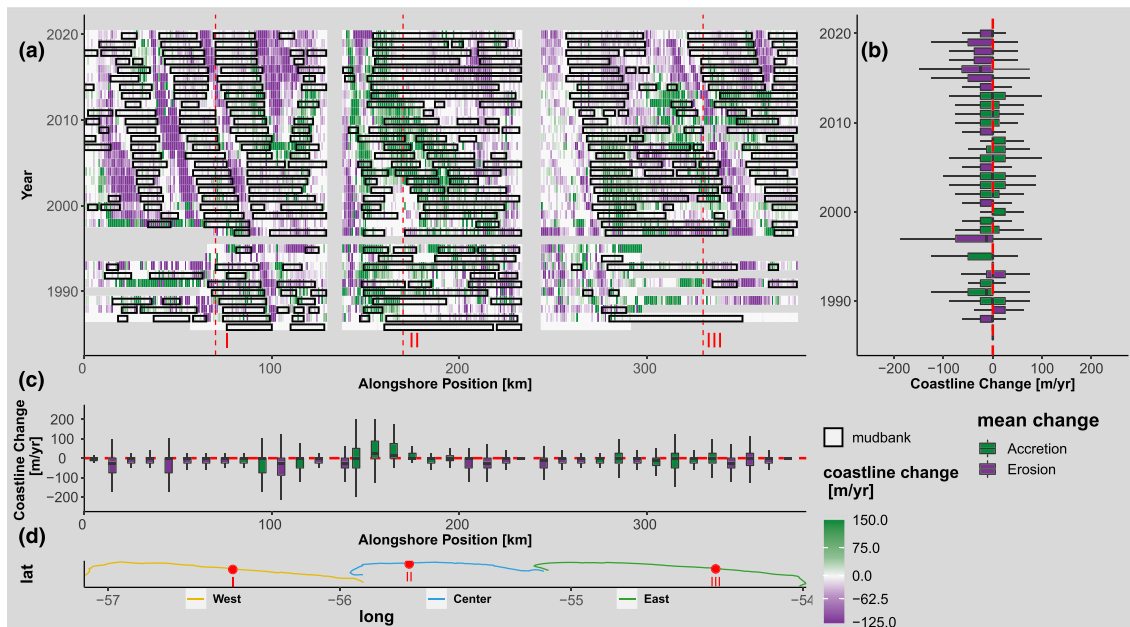 (a)
2020
2010
2000
1990
Year
I
II
III
0
100
200
300
Alongshore Position [km]
(b)
2020
2010
2000
1990
−200
−100
0
100
200
Coastline Change [m/yr]
(c)
200
100
0
−100
−200
Coastline Change
[m/yr]
0
100
200
300
Alongshore Position [km]
mudbank
coastline change
[m/yr]
150.0
75.0
0.0
−62.5
−125.0
mean change
Accretion
Erosion
(d)
lat
I
II
III
−57
−56
−55
−54
West
Center
East
long